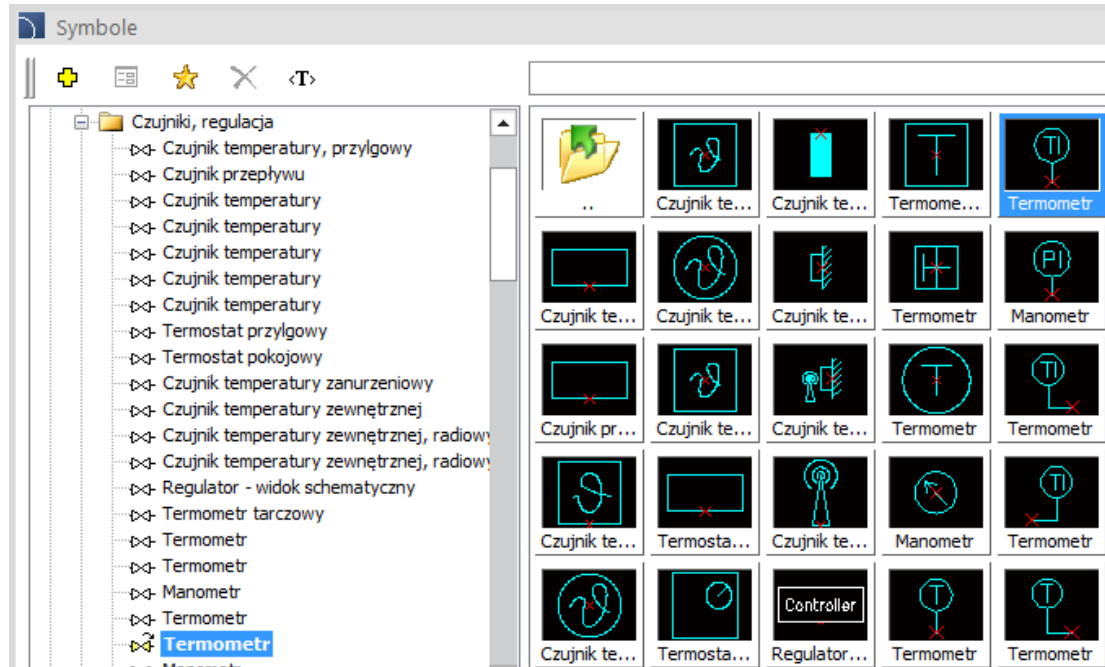 Symbole
<T>
Czujniki, regulacja
Czujnik temperatury, przylgowy
Czujnik przepływu
Czujnik temperatury
Czujnik temperatury
Czujnik temperatury
Czujnik temperatury
Czujnik temperatury
Termostat przylgowy
Termostat pokojowy
Czujnik temperatury zanurzeniowy
Czujnik temperatury zewnętrznej
Czujnik temperatury zewnętrznej, radiowy
Czujnik temperatury zewnętrznej, radiowy
Regulator - widok schematyczny
Termometr tarczowy
Termometr
Termometr
Manometr
Termometr
Termometr
Manometr
TI
.. Czujnik te... Czujnik te... Termome... Termometr
PI
Czujnik te... Czujnik te... Czujnik te... Termometr Manometr
TI
Czujnik pr... Czujnik te... Czujnik te... Termometr Termometr
TI
Czujnik te... Termosta... Czujnik te... Manometr Termometr
Controller T T
Czujnik te... Termosta... Regulator... Termometr Termometr